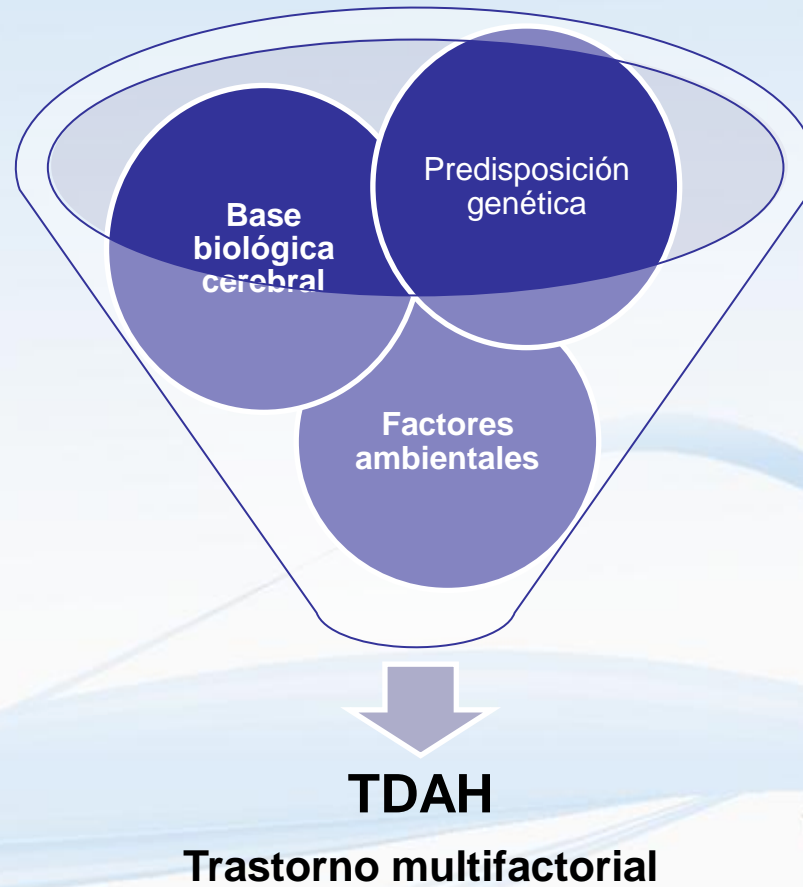 Predisposición
genética
Base
biológica
cerebral
Factores
ambientales
TDAH
Trastorno multifactorial